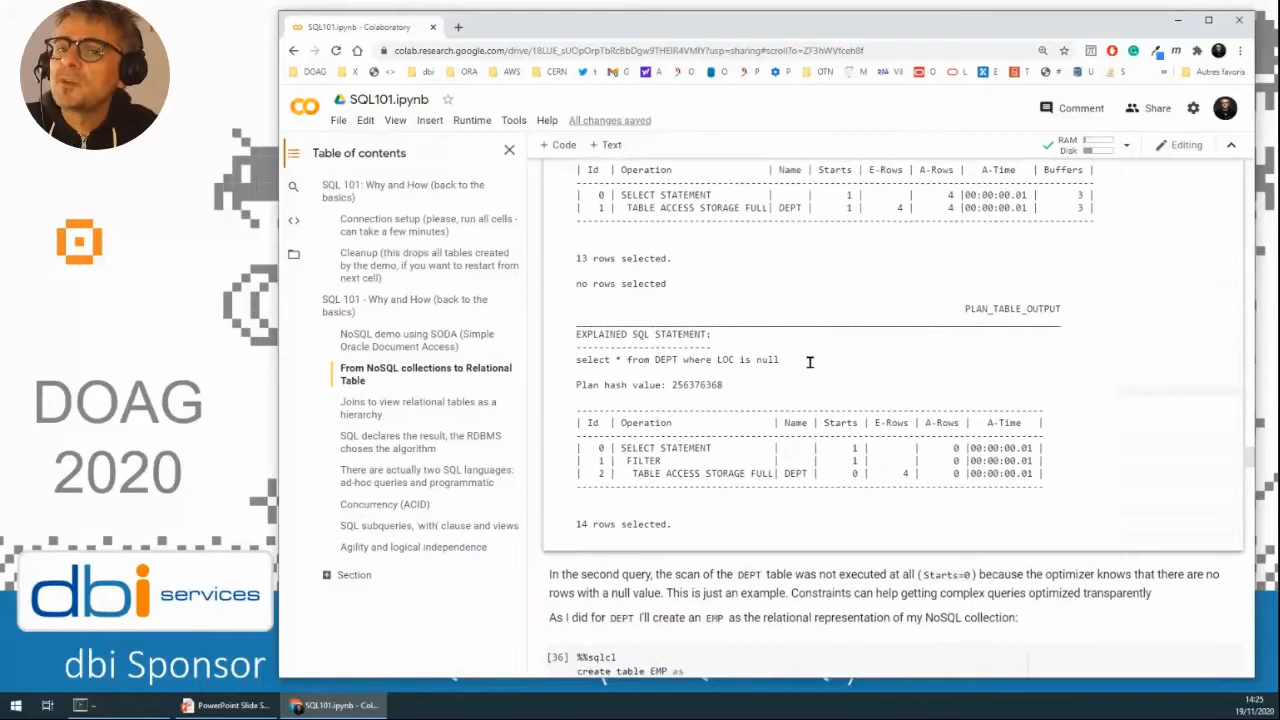 SQL101.ipynb - Colaboratory
colab.research.google.com/drive/18LUE_sUOpOrpTbRcBbDgw9THEIR4VMlY?usp=sharing#scrollTo=ZF3hWVfceh8f
DOAG
X
<>
dbi
ORA
AWS
CERN
t
G
A
O
O
P
P
OTN
M
Via
O
L
E
T
#
U
S
»
Autres favoris
SQL101.ipynb
File Edit View Insert Runtime Tools Help All changes saved
Comment
Share
+ Code + Text
RAM
Disk
Editing
Table of contents
SQL 101: Why and How (back to the
basics)
Connection setup (please, run all cells -
can take a few minutes)
Cleanup (this drops all tables created
by the demo, if you want to restart from
next cell)
SQL 101 - Why and How (back to the
basics)
NoSQL demo using SODA (Simple
Oracle Document Access)
From NoSQL collections to Relational
Table
Joins to view relational tables as a
hierarchy
SQL declares the result, the RDBMS
choses the algorithm
There are actually two SQL languages:
ad-hoc queries and programmatic
Concurrency (ACID)
SQL subqueries, 'with' clause and views
Agility and logical independence
Section
| Id | Operation | Name | Starts | E-Rows | A-Rows | A-Time | Buffers |
| 0 | SELECT STATEMENT | | 1 | | 4 |00:00:00.01 | 3 |
| 1 | TABLE ACCESS STORAGE FULL| DEPT | 1 | 4 | 4 |00:00:00.01 | 3 |
13 rows selected.
no rows selected
PLAN_TABLE_OUTPUT
EXPLAINED SQL STATEMENT:
------------------------
select * from DEPT where LOC is null
Plan hash value: 256376368
| Id | Operation | Name | Starts | E-Rows | A-Rows | A-Time |
| 0 | SELECT STATEMENT | | 1 | | 0 |00:00:00.01 |
| 1 | FILTER | | 1 | | 0 |00:00:00.01 |
| 2 | TABLE ACCESS STORAGE FULL| DEPT | 0 | 4 | 0 |00:00:00.01 |
14 rows selected.
In the second query, the scan of the DEPT table was not executed at all (Starts=0) because the optimizer knows that there are no
rows with a null value. This is just an example. Constraints can help getting complex queries optimized transparently
As I did for DEPT I'll create an EMP as the relational representation of my NoSQL collection:
[36] %%sqlcl
create table EMP as
DOAG
2020
dbi services
dbi Sponsor
PowerPoint Slide S...
SQL101.ipynb - Col...
14:25
19/11/2020